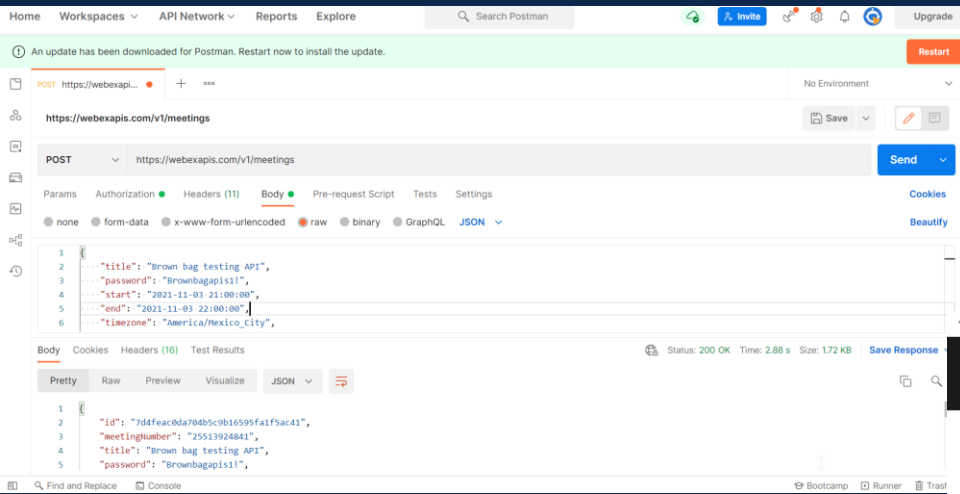 Home Workspaces API Network Reports Explore Search Postman Invite Upgrade
An update has been downloaded for Postman. Restart now to install the update. Restart
POST https://webexapi... No Environment
https://webexapis.com/v1/meetings Save
POST https://webexapis.com/v1/meetings Send
Params Authorization Headers (11) Body Pre-request Script Tests Settings Cookies
none form-data x-www-form-urlencoded raw binary GraphQL JSON Beautify
1 {
2 ····"title":·"Brown·bag·testing·API",
3 ····"password":·"Brownbagapis1!",
4 ····"start":·"2021-11-03·21:00:00",
5 ····"end":·"2021-11-03·22:00:00",
6 ····"timezone":·"America/Mexico_City",
Body Cookies Headers (16) Test Results Status: 200 OK Time: 2.88 s Size: 1.72 KB Save Response
Pretty Raw Preview Visualize JSON
1 {
2 "id": "7d4feac0da704b5c9b16595fa1f5ac41",
3 "meetingNumber": "25513924841",
4 "title": "Brown bag testing API",
5 "password": "Brownbagapis1!",
Find and Replace Console Bootcamp Runner Trash